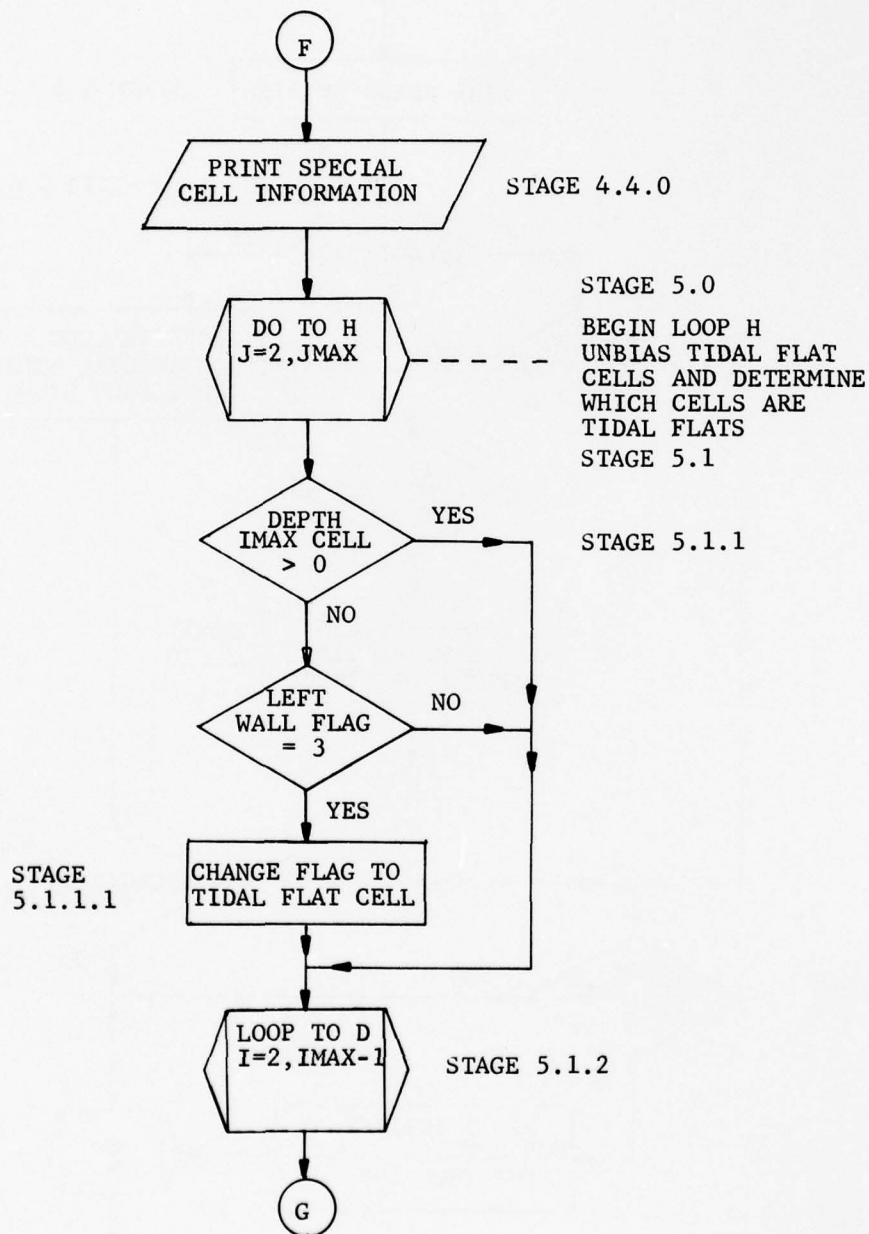 F
PRINT SPECIAL
CELL INFORMATION
STAGE 4.4.0
STAGE 5.0
DO TO H
J=2,JMAX
BEGIN LOOP H
UNBIAS TIDAL FLAT
CELLS AND DETERMINE
WHICH CELLS ARE
TIDAL FLATS
STAGE 5.1
DEPTH
IMAX CELL
> 0
YES
STAGE 5.1.1
NO
LEFT
WALL FLAG
= 3
NO
YES
STAGE
5.1.1.1
CHANGE FLAG TO
TIDAL FLAT CELL
LOOP TO D
I=2,IMAX-1
STAGE 5.1.2
G